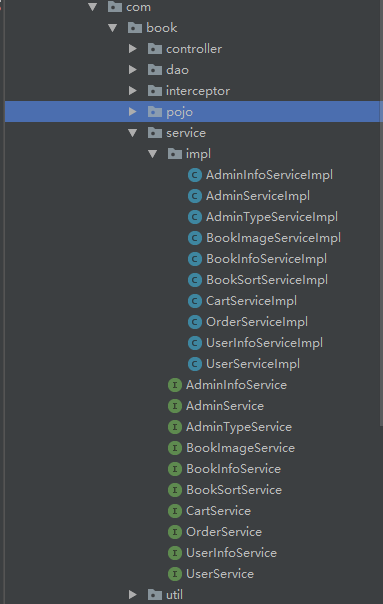 com
book
controller
dao
interceptor
pojo
service
impl
AdminInfoServiceImpl
AdminServiceImpl
AdminTypeServiceImpl
BookImageServiceImpl
BookInfoServiceImpl
BookSortServiceImpl
CartServiceImpl
OrderServiceImpl
UserInfoServiceImpl
UserServiceImpl
AdminInfoService
AdminService
AdminTypeService
BookImageService
BookInfoService
BookSortService
CartService
OrderService
UserInfoService
UserService
util